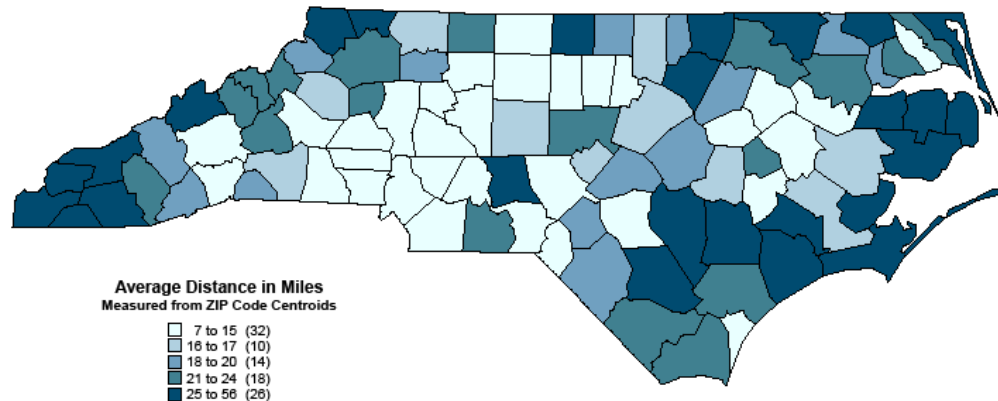 Average Distance in Miles
Measured from ZIP Code Centroids
7 to 15 (32)
16 to 17 (10)
18 to 20 (14)
21 to 24 (18)
25 to 56 (26)